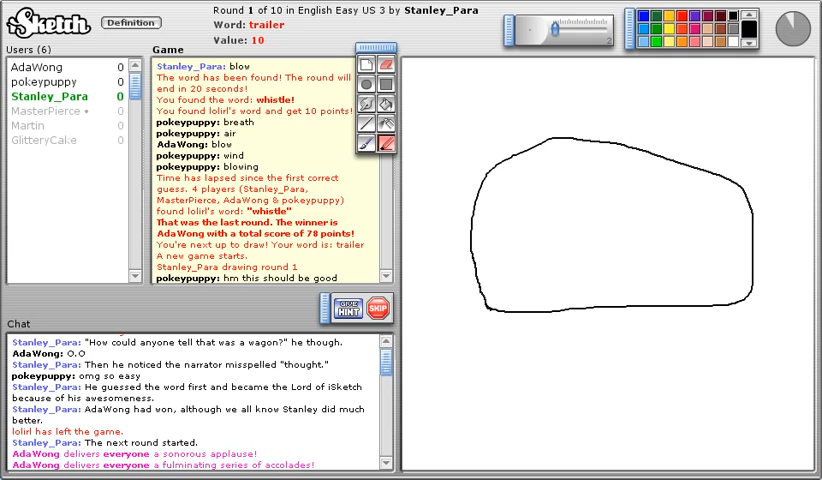 iSketch
Definition
Round 1 of 10 in English Easy US 3 by Stanley_Para
Word: trailer
Value: 10
2
Users (6)
AdaWong 0
pokeypuppy 0
Stanley_Para 0
MasterPierce • 0
Martin 0
GlitteryCake 0
Game
Stanley_Para: blow
The word has been found! The round will
end in 20 seconds!
You found the word: whistle!
You found lolirl's word and get 10 points!
pokeypuppy: breath
pokeypuppy: air
AdaWong: blow
pokeypuppy: wind
pokeypuppy: blowing
Time has lapsed since the first correct
guess. 4 players (Stanley_Para,
MasterPierce, AdaWong & pokeypuppy)
found lolirl's word: "whistle"
That was the last round. The winner is
AdaWong with a total score of 78 points!
You're next up to draw! Your word is: trailer
A new game starts.
Stanley_Para drawing round 1
pokeypuppy: hm this should be good
GIVE HINT
SKIP
Chat
Stanley_Para: "How could anyone tell that was a wagon?" he though.
AdaWong: O.O
Stanley_Para: Then he noticed the narrator misspelled "thought."
pokeypuppy: omg so easy
Stanley_Para: He guessed the word first and became the Lord of iSketch
because of his awesomeness.
Stanley_Para: AdaWong had won, although we all know Stanley did much
better.
lolirl has left the game.
Stanley_Para: The next round started.
AdaWong delivers everyone a sonorous applause!
AdaWong delivers everyone a fulminating series of accolades!